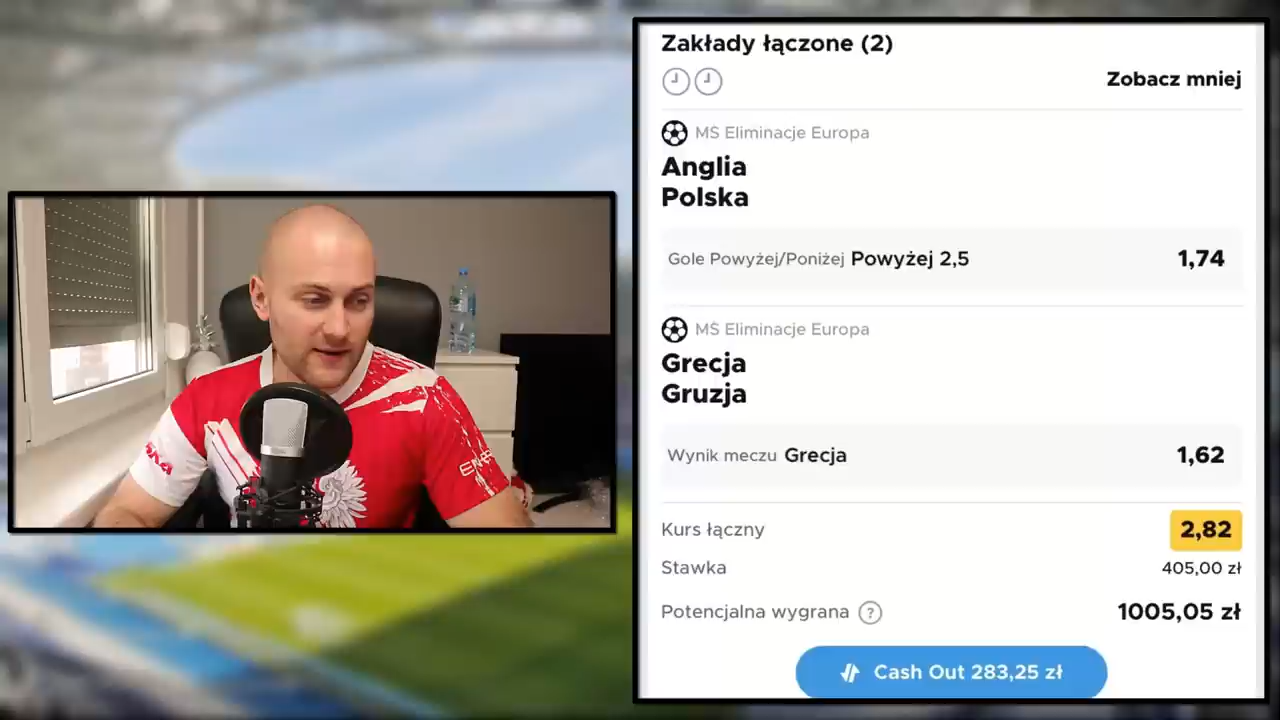 Zakłady łączone (2)
Zobacz mniej
MŚ Eliminacje Europa
Anglia
Polska
Gole Powyżej/Poniżej Powyżej 2,5 1,74
MŚ Eliminacje Europa
Grecja
Gruzja
Wynik meczu Grecja 1,62
Kurs łączny 2,82
Stawka 405,00 zł
Potencjalna wygrana ? 1005,05 zł
Cash Out 283,25 zł